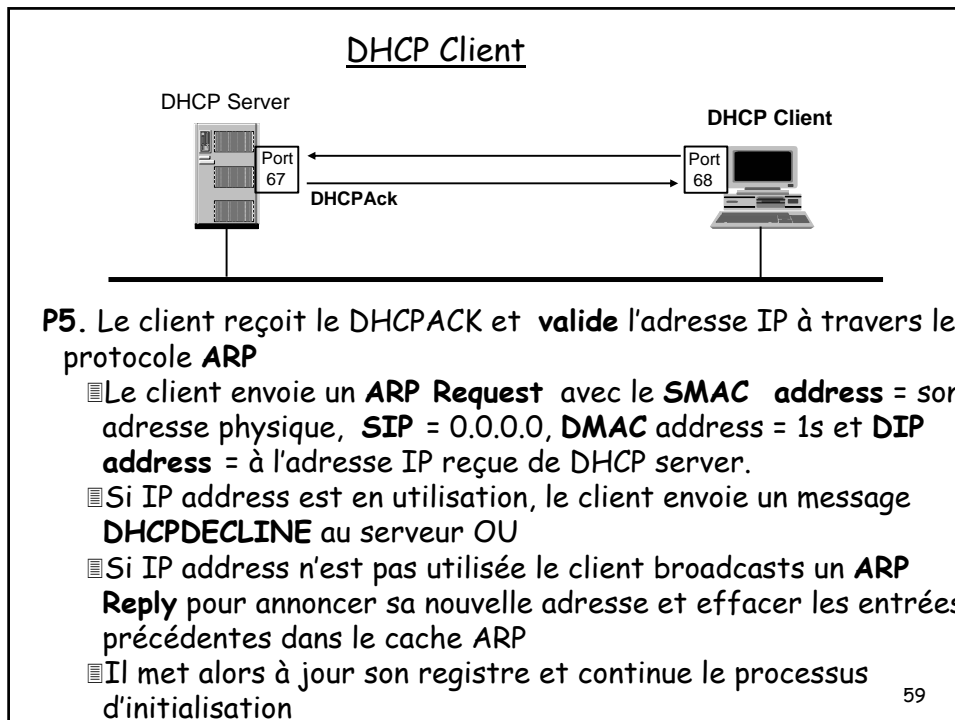 DHCP Client
DHCP Server
DHCP Client
Port
67
Port
68
DHCPAck
P5. Le client reçoit le DHCPACK et valide l'adresse IP à travers le
protocole ARP
Le client envoie un ARP Request avec le SMAC address = son
adresse physique, SIP = 0.0.0.0, DMAC address = 1s et DIP
address = à l'adresse IP reçue de DHCP server.
Si IP address est en utilisation, le client envoie un message
DHCPDECLINE au serveur OU
Si IP address n'est pas utilisée le client broadcasts un ARP
Reply pour annoncer sa nouvelle adresse et effacer les entrées
précédentes dans le cache ARP
Il met alors à jour son registre et continue le processus
d'initialisation
59